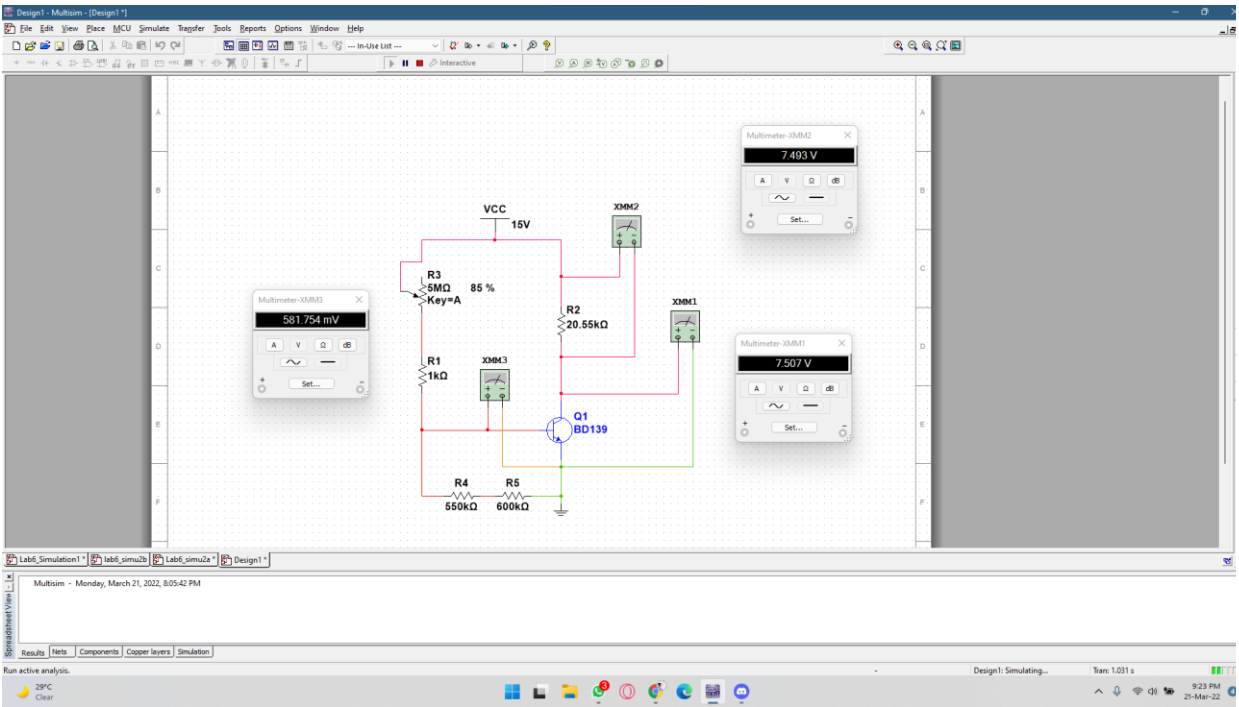 Design1 - Multisim - [Design1 *]
File Edit View Place MCU Simulate Transfer Tools Reports Options Window Help
--- In-Use List ---
Interactive
A
A
B
B
C
C
D
D
E
E
F
F
Multimeter-XMM2
7.493 V
A V Ω dB
+ Set... -
VCC
15V
XMM2
+ -
R3
5MΩ 85 %
Key=A
Multimeter-XMM3
581.754 mV
A V Ω dB
+ Set... -
R2
20.55kΩ
XMM1
+ -
R1
1kΩ
XMM3
+ -
Multimeter-XMM1
7.507 V
A V Ω dB
+ Set... -
Q1
BD139
R4 R5
550kΩ 600kΩ
Lab6_Simulation1 * lab6_simu2b Lab6_simu2a * Design1 *
Spreadsheet View
Multisim - Monday, March 21, 2022, 8:05:42 PM
Results Nets Components Copper layers Simulation
Run active analysis. - Design1: Simulating... Tran: 1.031 s
29°C
Clear
3
9:23 PM
21-Mar-22